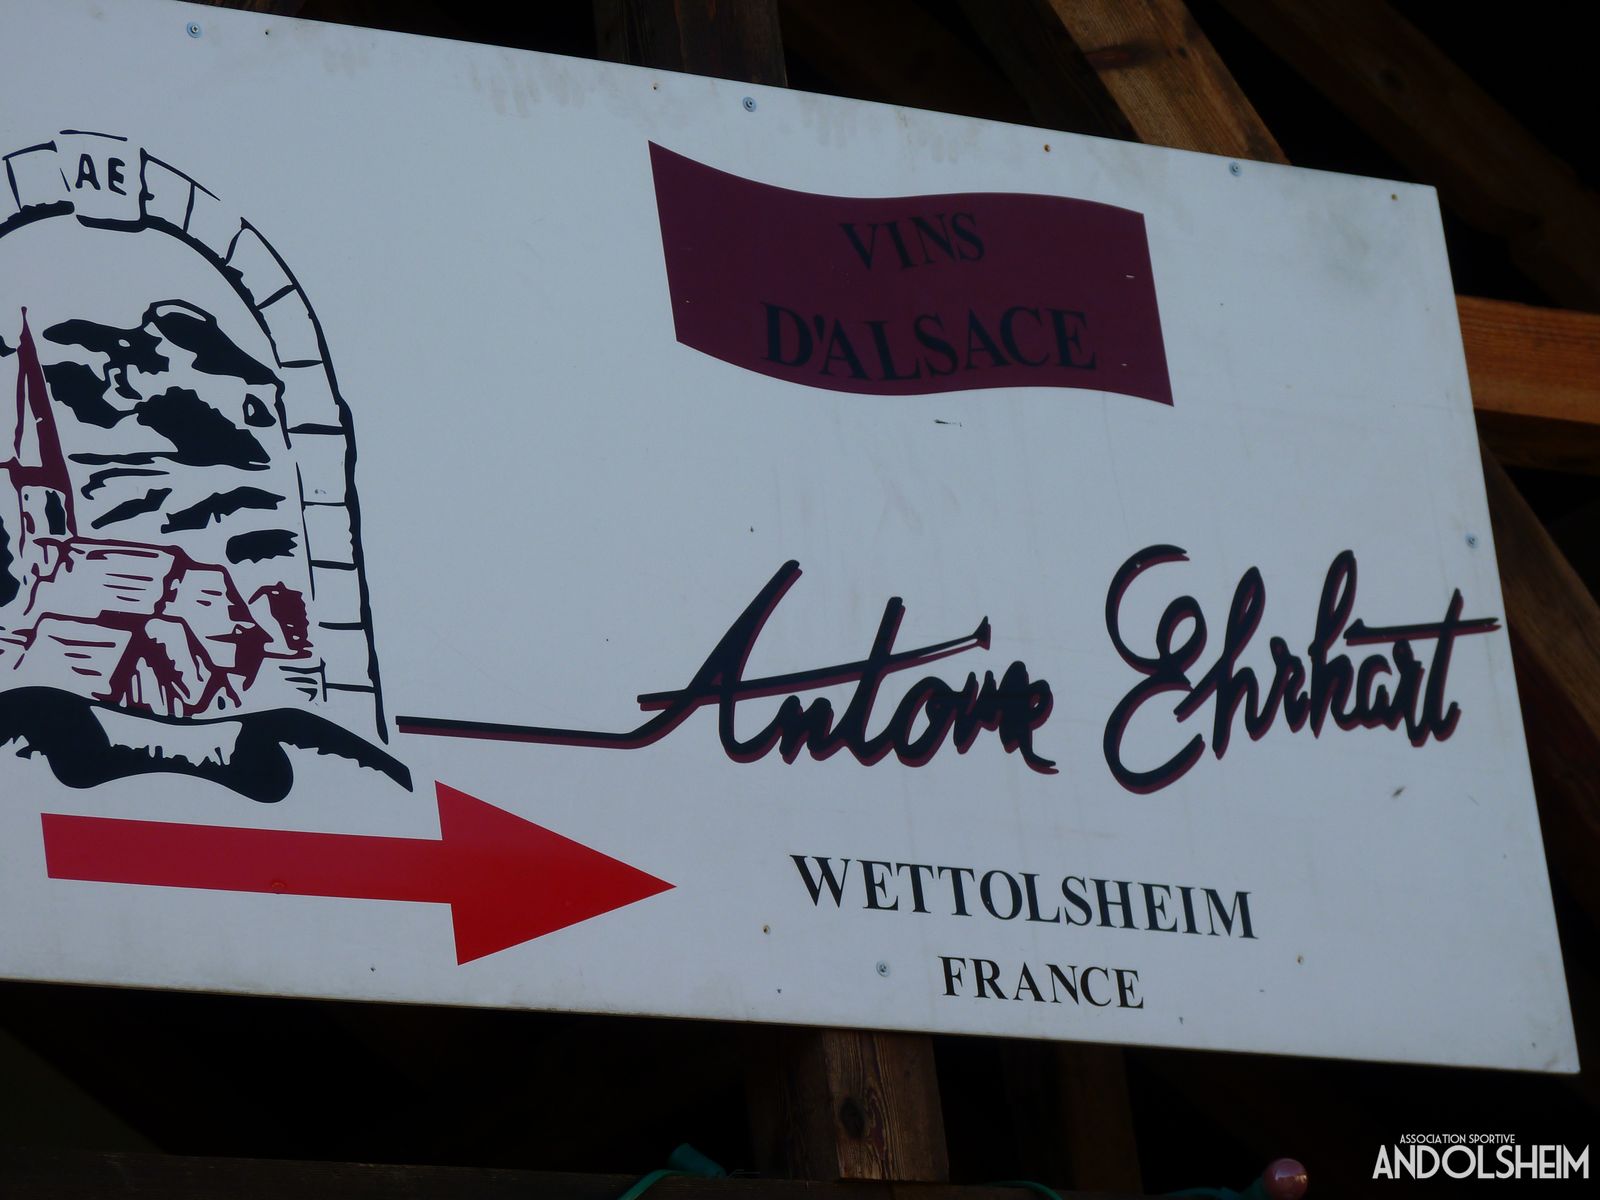 AE
VINS
D'ALSACE
Antoine Ehrhart
WETTOLSHEIM
FRANCE
ASSOCIATION SPORTIVE
ANDOLSHEIM